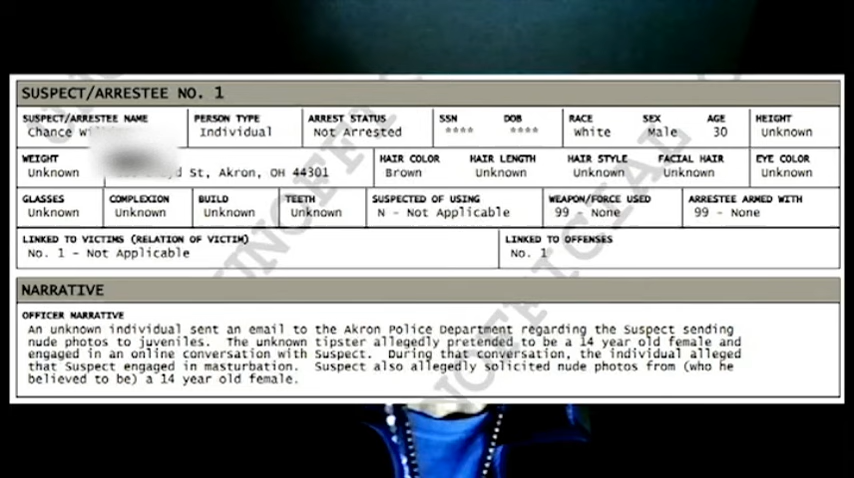 SUSPECT/ARRESTEE NO. 1
SUSPECT/ARRESTEE NAME PERSON TYPE ARREST STATUS SSN DOB RACE SEX AGE HEIGHT
Chance Individual Not Arrested **** **** White Male 30 Unknown
WEIGHT HAIR COLOR HAIR LENGTH HAIR STYLE FACIAL HAIR EYE COLOR
Unknown St, Akron, OH 44301 Brown Unknown Unknown Unknown Unknown
GLASSES COMPLEXION BUILD TEETH SUSPECTED OF USING WEAPON/FORCE USED ARRESTEE ARMED WITH
Unknown Unknown Unknown Unknown N - Not Applicable 99 - None 99 - None
LINKED TO VICTIMS (RELATION OF VICTIM) LINKED TO OFFENSES
No. 1 - Not Applicable No. 1
NARRATIVE
OFFICER NARRATIVE
An unknown individual sent an email to the Akron Police Department regarding the Suspect sending
nude photos to juveniles. The unknown tipster allegedly pretended to be a 14 year old female and
engaged in an online conversation with Suspect. During that conversation, the individual alleged
that Suspect engaged in masturbation. Suspect also allegedly solicited nude photos from (who he
believed to be) a 14 year old female.